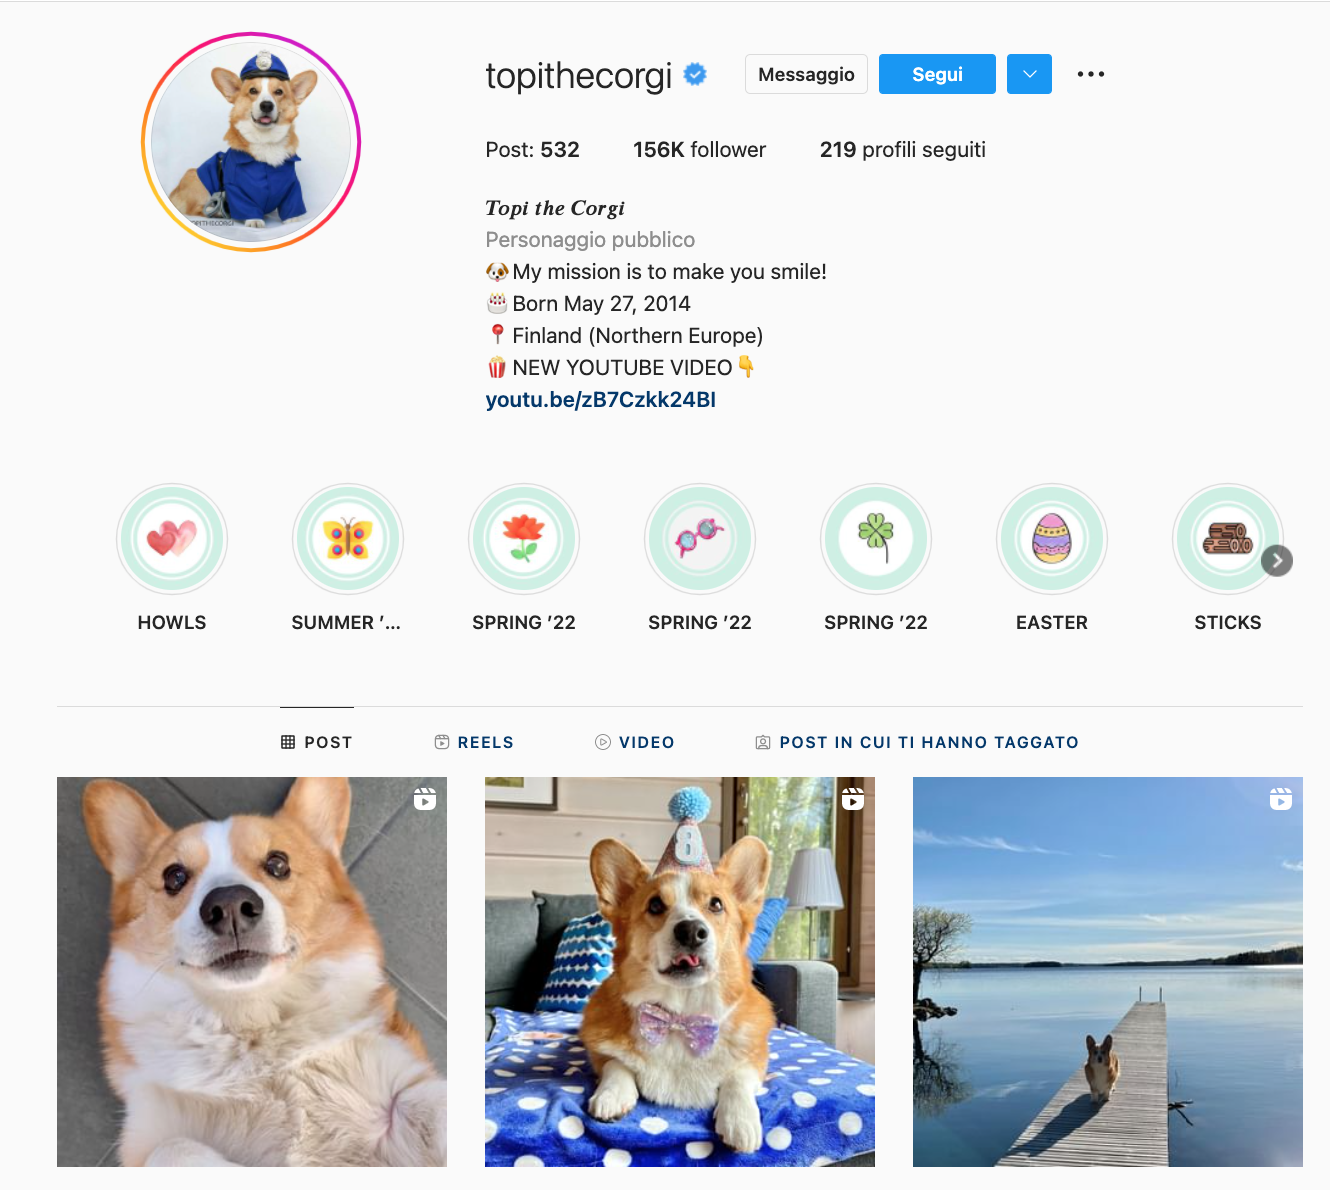 topithecorgi
Messaggio
Segui
Post: 532
156K follower
219 profili seguiti
Topi the Corgi
Personaggio pubblico
🐶My mission is to make you smile!
🎂Born May 27, 2014
📍Finland (Northern Europe)
🍿NEW YOUTUBE VIDEO👇
youtu.be/zB7Czkk24BI
HOWLS
SUMMER ’...
SPRING ’22
SPRING ’22
SPRING ’22
EASTER
STICKS
POST
REELS
VIDEO
POST IN CUI TI HANNO TAGGATO
8